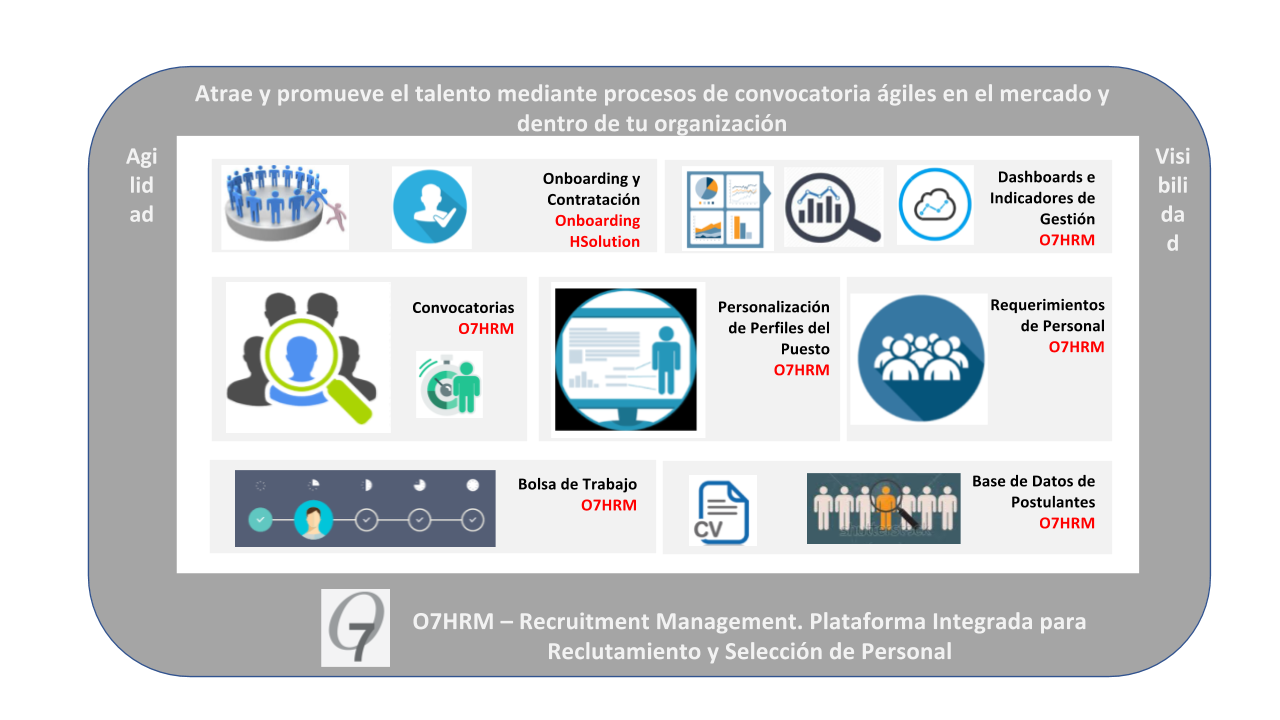 Atrae y promueve el talento mediante procesos de convocatoria ágiles en el mercado y
dentro de tu organización
Agi
lid
ad
Visi
bili
da
d
Onboarding y
Contratación
Onboarding
HSolution
Dashboards e
Indicadores de
Gestión
O7HRM
Convocatorias
O7HRM
Personalización
de Perfiles del
Puesto
O7HRM
Requerimientos
de Personal
O7HRM
Bolsa de Trabajo
O7HRM
CV
Base de Datos de
Postulantes
O7HRM
O7
O7HRM – Recruitment Management. Plataforma Integrada para
Reclutamiento y Selección de Personal